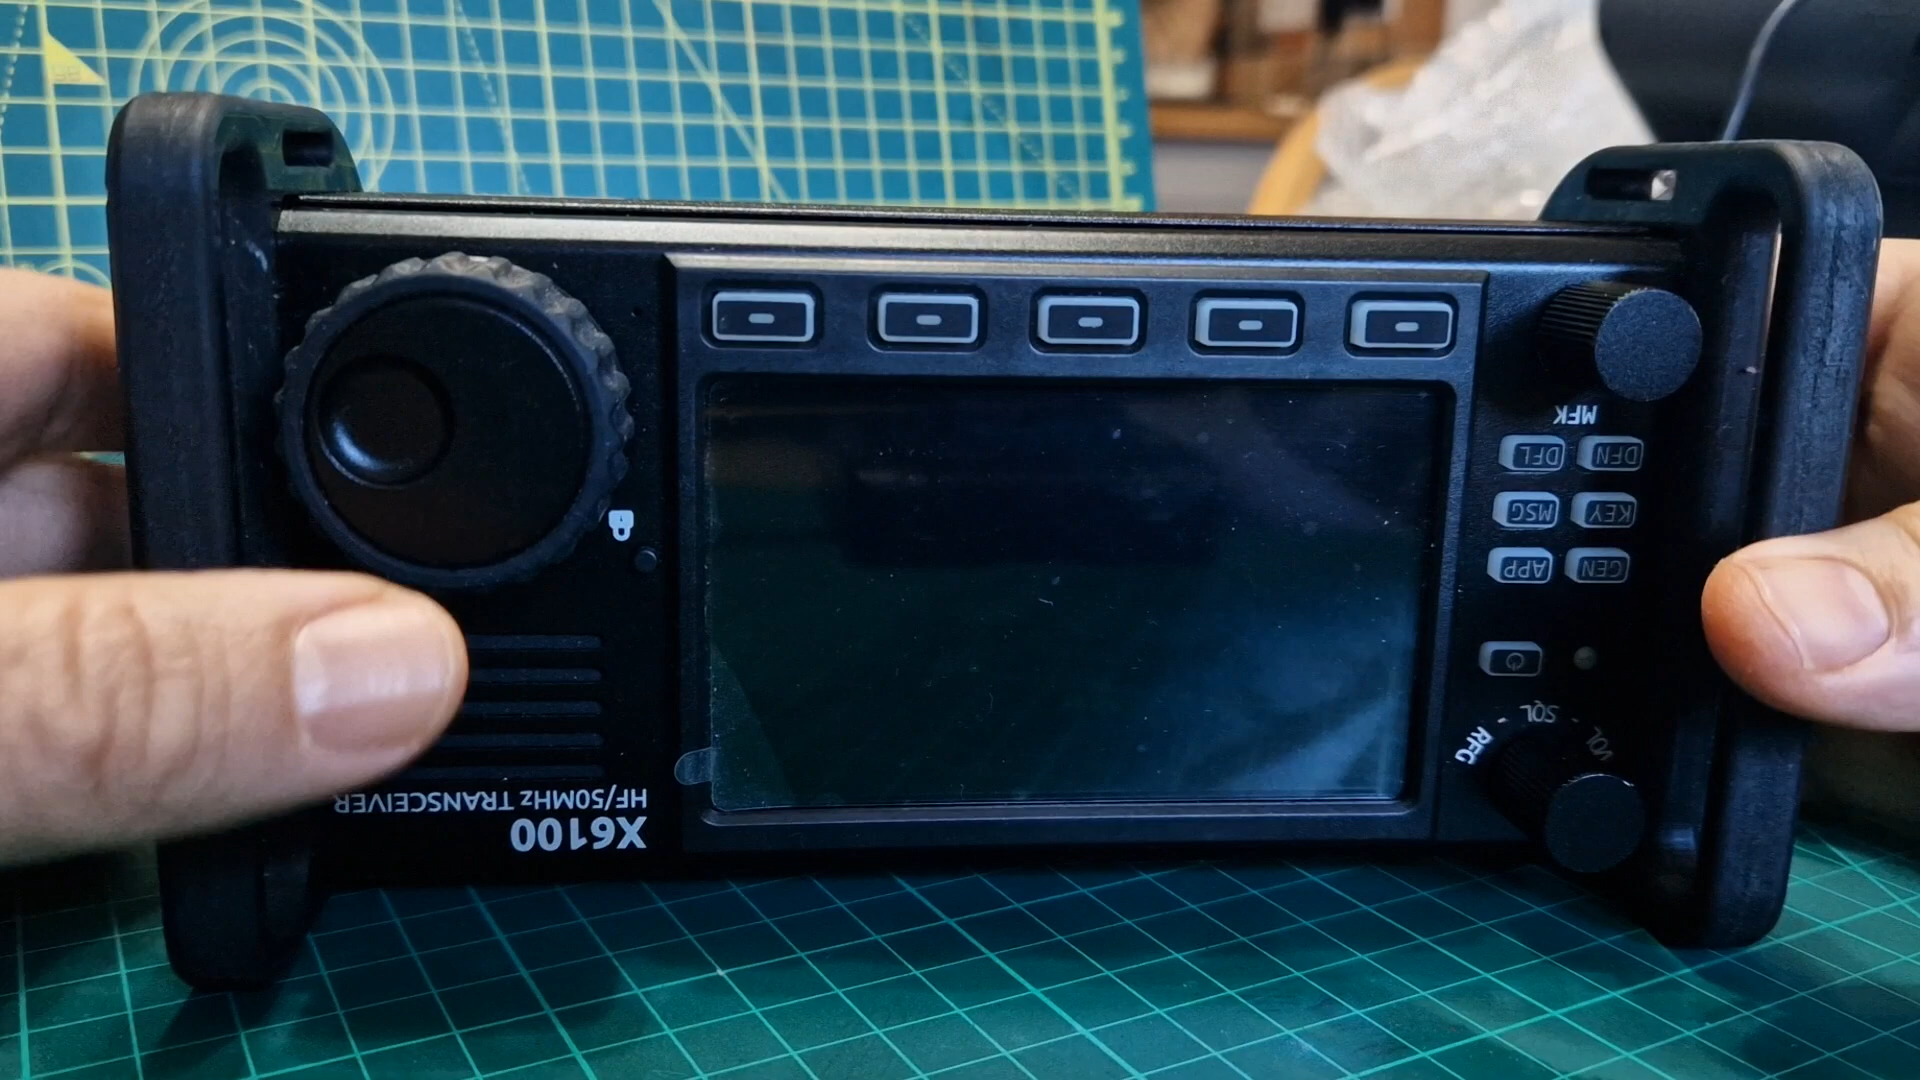 X6100
HF/50MHz TRANSCEIVER
RFG
SQL
VOL
GEN
APP
KEY
MSG
DFN
DFL
MFK